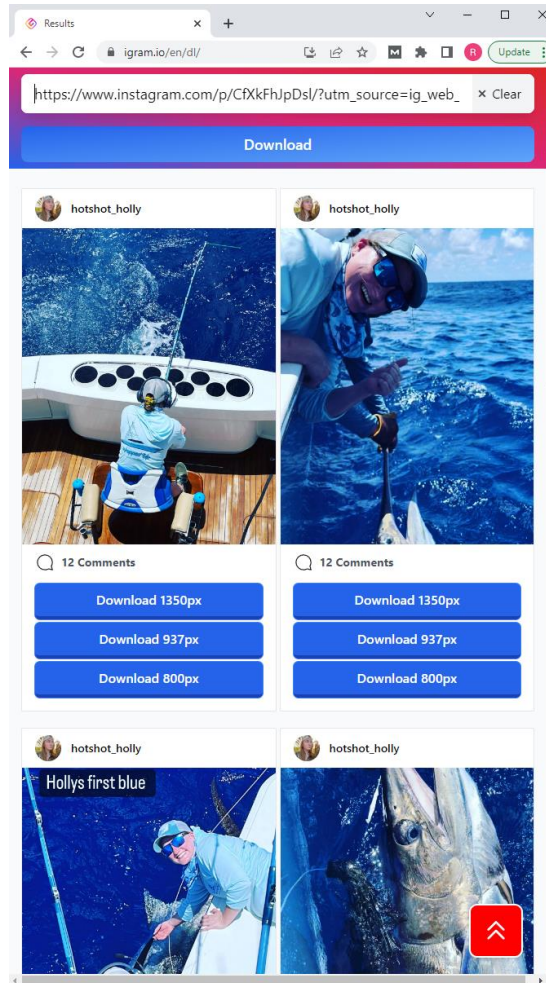 Results
igram.io/en/dl/
R
Update
https://www.instagram.com/p/CfXkFhJpDsl/?utm_source=ig_web_
Clear
Download
hotshot_holly
hotshot_holly
12 Comments
12 Comments
Download 1350px
Download 1350px
Download 937px
Download 937px
Download 800px
Download 800px
hotshot_holly
hotshot_holly
Hollys first blue